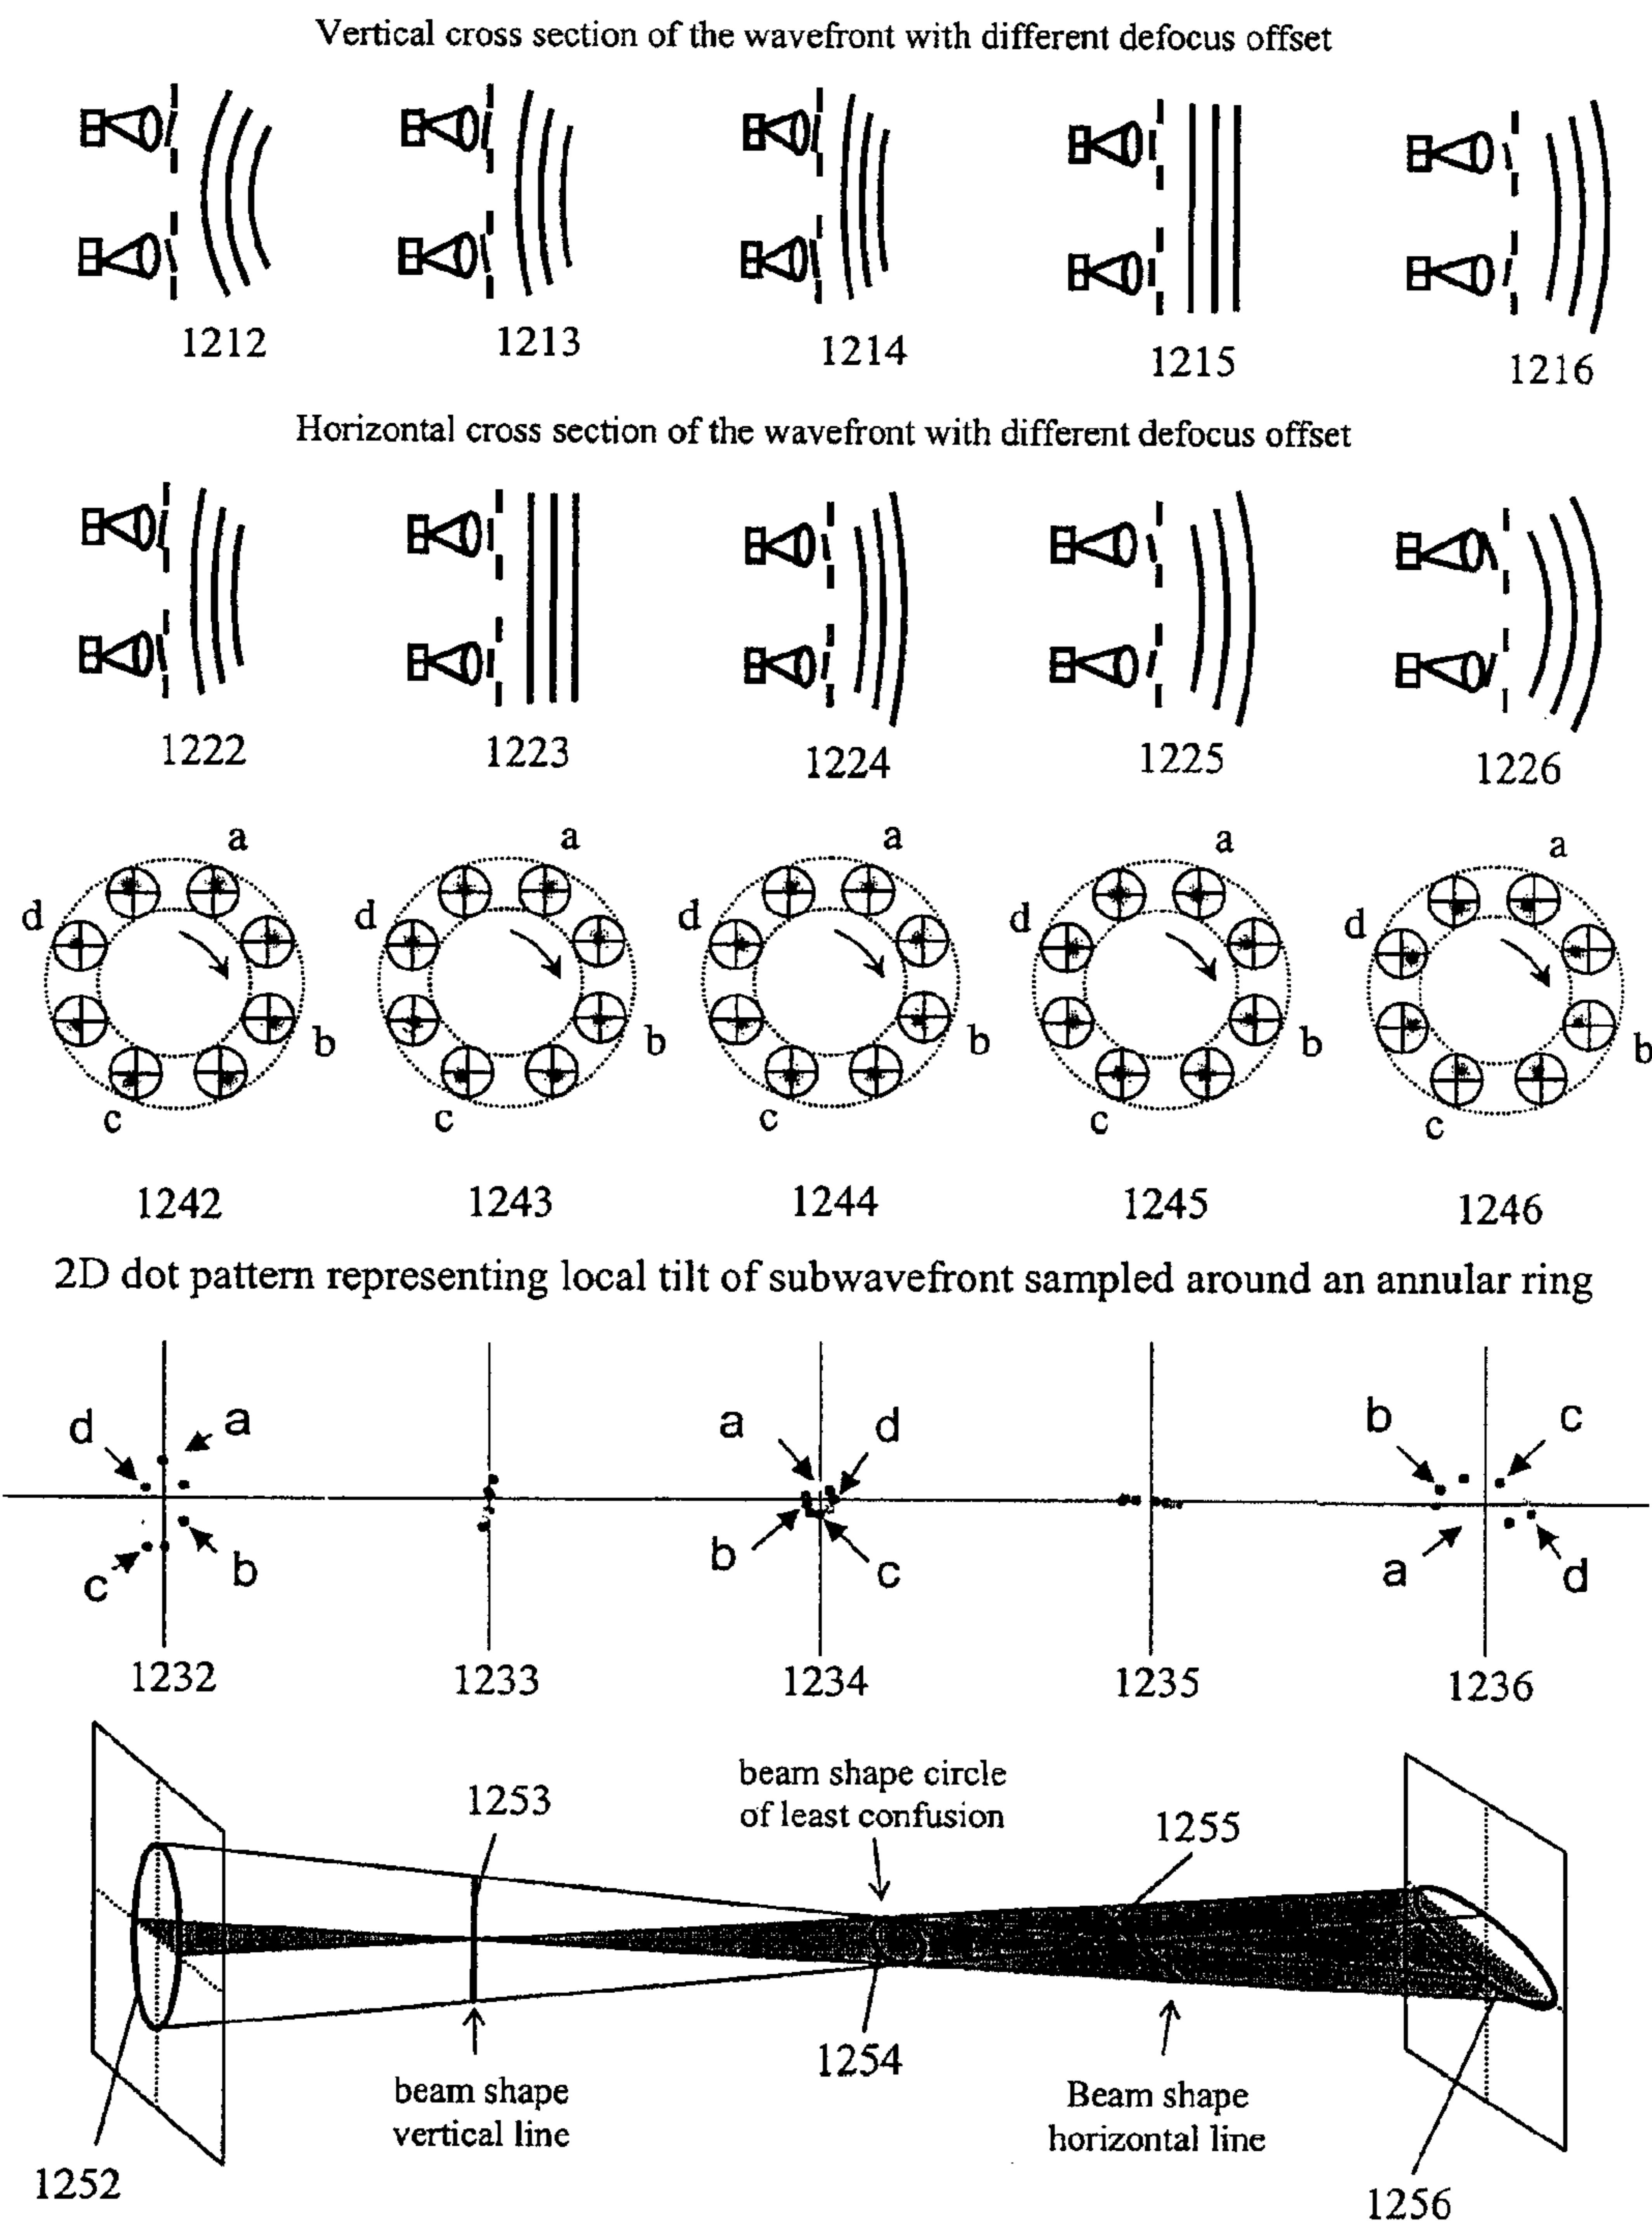 Vertical cross section of the wavefront with different defocus offset
1212 1213 1214 1215 1216
Horizontal cross section of the wavefront with different defocus offset
1222 1223 1224 1225 1226
a a a a a
d d d d d
b b b b b
c c c c c
1242 1243 1244 1245 1246
2D dot pattern representing local tilt of subwavefront sampled around an annular ring
d a a d b c
c b b c a d
1232 1233 1234 1235 1236
beam shape circle
of least confusion
1253
1255
1254
beam shape
vertical line
Beam shape
horizontal line
1252
1256